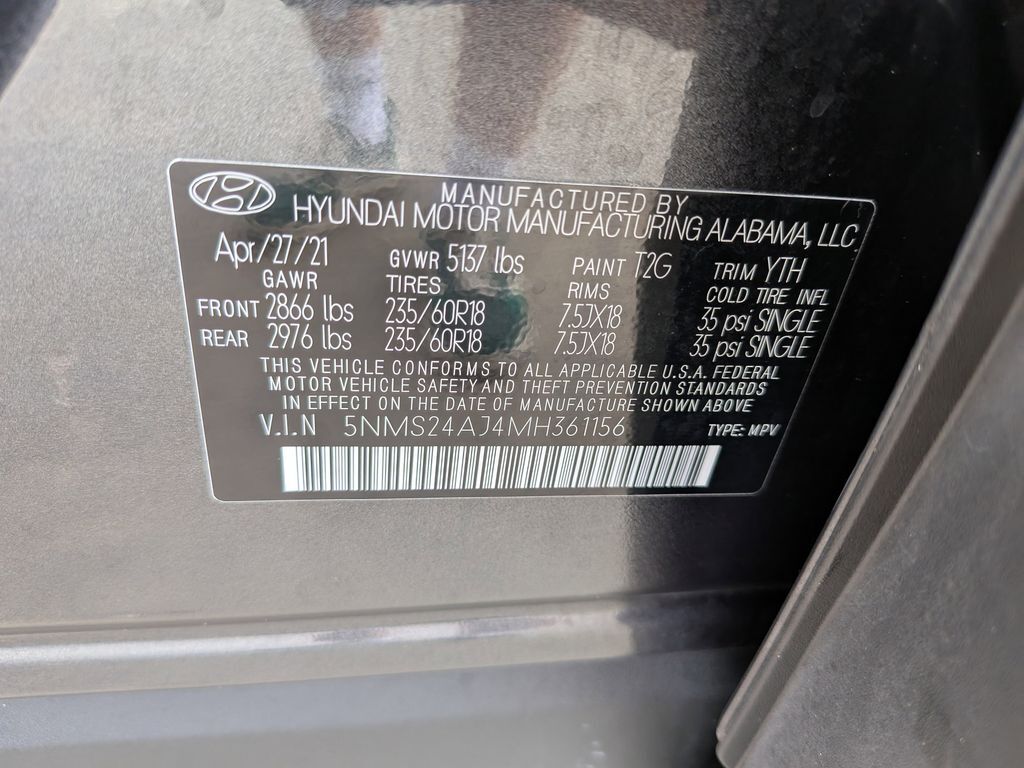 MANUFACTURED BY
HYUNDAI MOTOR MANUFACTURING ALABAMA, LLC
Apr/27/21 GVWR 5137 lbs PAINT T2G TRIM YTH
GAWR TIRES RIMS COLD TIRE INFL
FRONT 2866 lbs 235/60R18 7.5JX18 35 psi SINGLE
REAR 2976 lbs 235/60R18 7.5JX18 35 psi SINGLE
THIS VEHICLE CONFORMS TO ALL APPLICABLE U.S.A. FEDERAL
MOTOR VEHICLE SAFETY AND THEFT PREVENTION STANDARDS
IN EFFECT ON THE DATE OF MANUFACTURE SHOWN ABOVE
V.I.N 5NMS24AJ4MH361156 TYPE: MPV